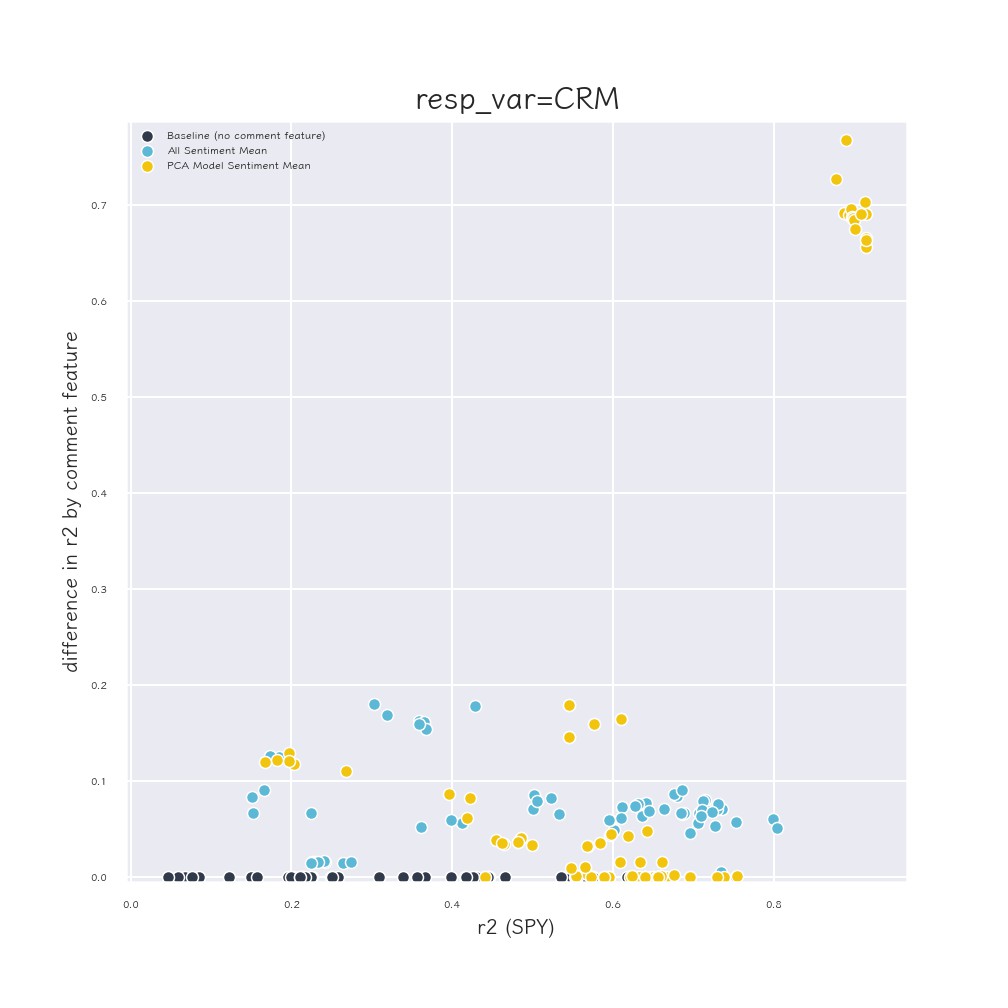 resp_var=CRM
Baseline (no comment feature)
All Sentiment Mean
PCA Model Sentiment Mean
difference in r2 by comment feature
0.7
0.6
0.5
0.4
0.3
0.2
0.1
0.0
0.0 0.2 0.4 0.6 0.8
r2 (SPY)